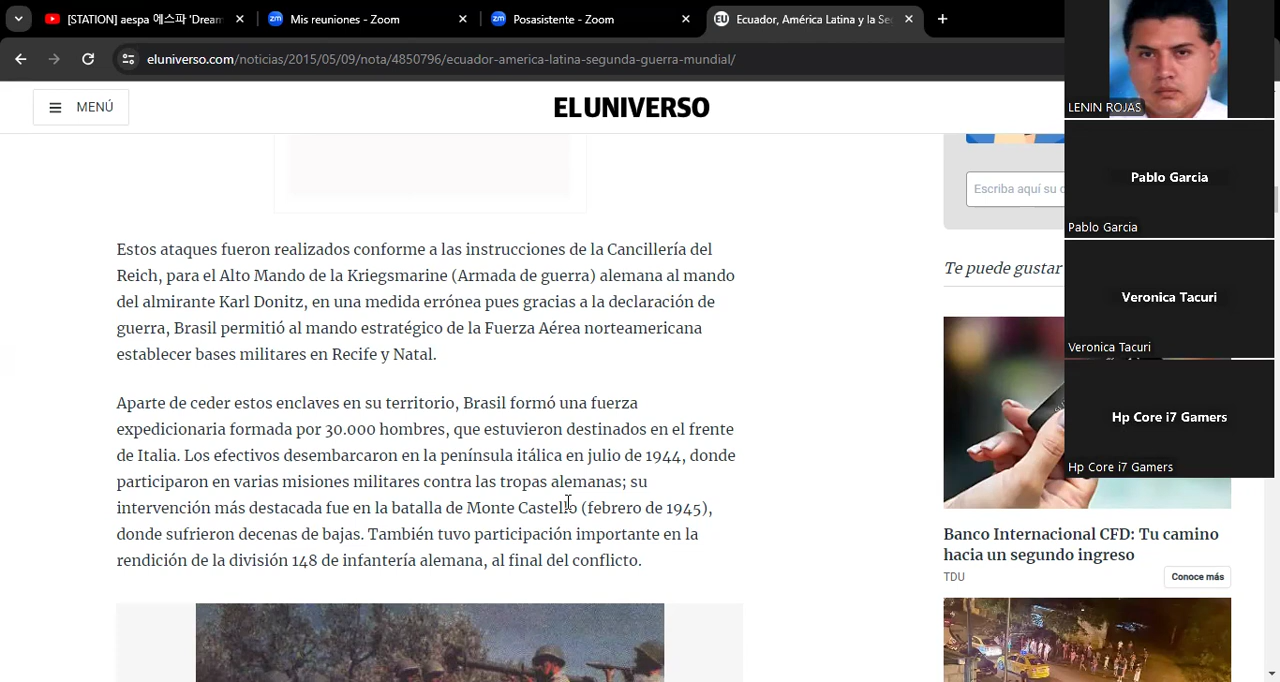 [STATION] aespa 에스파 'Dream
Mis reuniones - Zoom
Posasistente - Zoom
Ecuador, América Latina y la Se
eluniverso.com/noticias/2015/05/09/nota/4850796/ecuador-america-latina-segunda-guerra-mundial/
MENÚ
EL UNIVERSO
Estos ataques fueron realizados conforme a las instrucciones de la Cancillería del
Reich, para el Alto Mando de la Kriegsmarine (Armada de guerra) alemana al mando
del almirante Karl Donitz, en una medida errónea pues gracias a la declaración de
guerra, Brasil permitió al mando estratégico de la Fuerza Aérea norteamericana
establecer bases militares en Recife y Natal.
Aparte de ceder estos enclaves en su territorio, Brasil formó una fuerza
expedicionaria formada por 30.000 hombres, que estuvieron destinados en el frente
de Italia. Los efectivos desembarcaron en la península itálica en julio de 1944, donde
participaron en varias misiones militares contra las tropas alemanas; su
intervención más destacada fue en la batalla de Monte Castello (febrero de 1945),
donde sufrieron decenas de bajas. También tuvo participación importante en la
rendición de la división 148 de infantería alemana, al final del conflicto.
Escriba aquí su c
Te puede gustar
Banco Internacional CFD: Tu camino
hacia un segundo ingreso
TDU
Conoce más
LENIN ROJAS
Pablo Garcia
Pablo Garcia
Veronica Tacuri
Veronica Tacuri
Hp Core i7 Gamers
Hp Core i7 Gamers